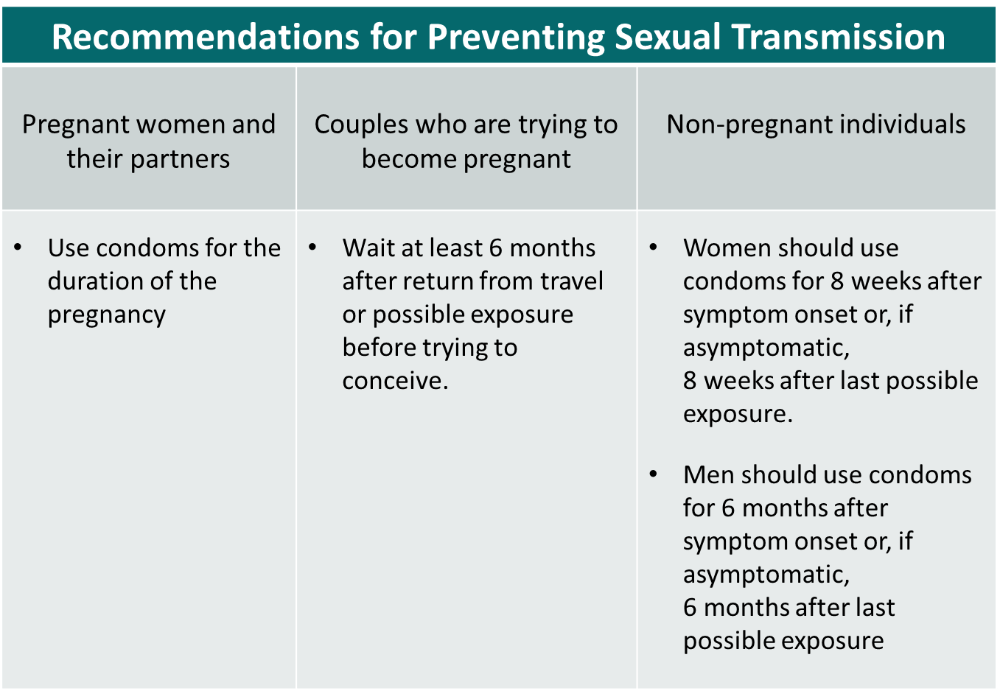 Recommendations for Preventing Sexual Transmission
Pregnant women and
their partners
Couples who are trying to
become pregnant
Non-pregnant individuals
• Use condoms for the
duration of the
pregnancy
• Wait at least 6 months
after return from travel
or possible exposure
before trying to
conceive.
• Women should use
condoms for 8 weeks after
symptom onset or, if
asymptomatic,
8 weeks after last possible
exposure.
• Men should use condoms
for 6 months after
symptom onset or, if
asymptomatic,
6 months after last
possible exposure